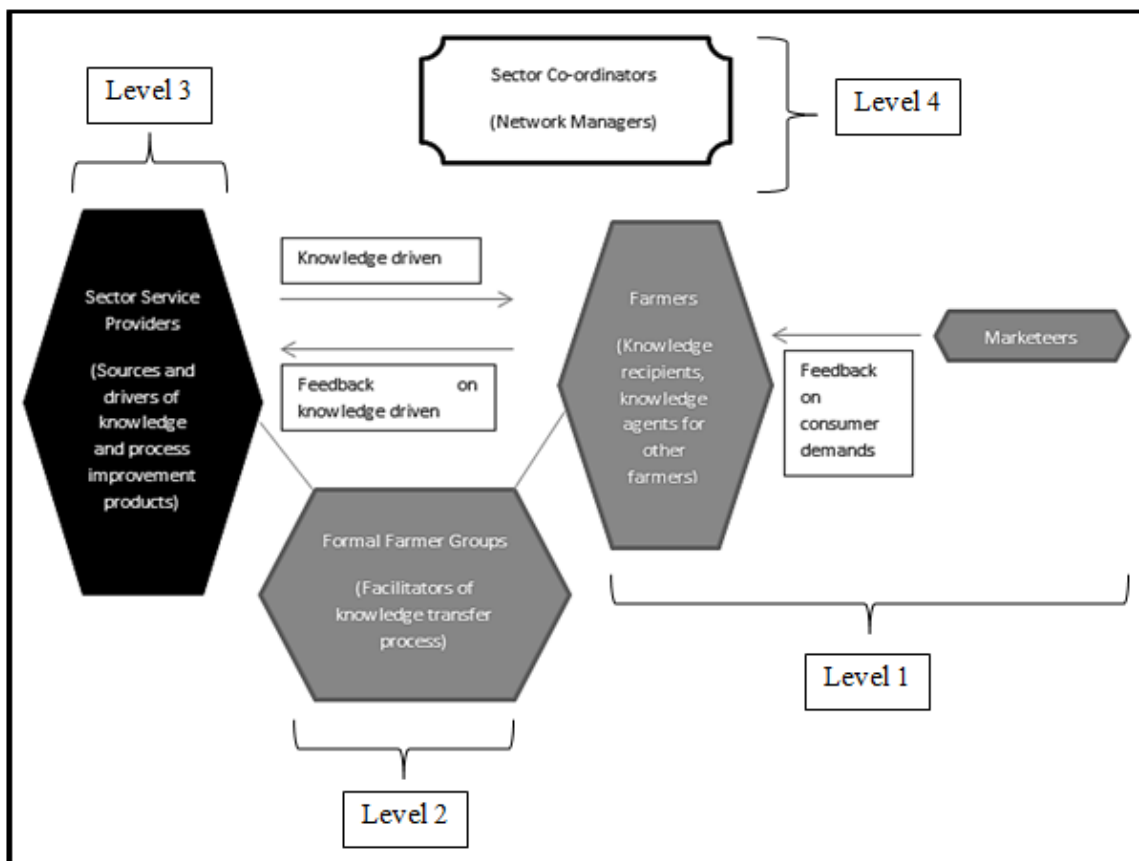 Sector Co-ordinators
(Network Managers)
Level 3
Level 4
Knowledge driven
Sector Service
Providers
(Sources and
drivers of
knowledge
and process
improvement
products)
Feedback on
knowledge driven
Farmers
(Knowledge
recipients,
knowledge
agents for
other
farmers)
Marketeers
Feedback
on
consumer
demands
Formal Farmer Groups
(Facilitators of
knowledge transfer
process)
Level 1
Level 2